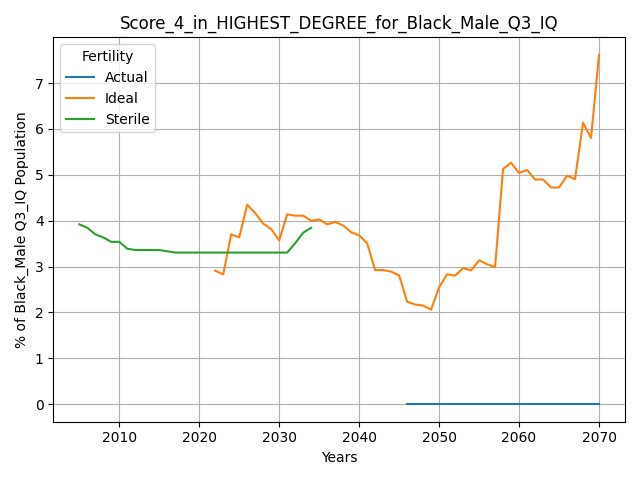 Score_4_in_HIGHEST_DEGREE_for_Black_Male_Q3_IQ
Fertility
Actual
Ideal
Sterile
% of Black_Male Q3_IQ Population
7
6
5
4
3
2
1
0
2010 2020 2030 2040 2050 2060 2070
Years